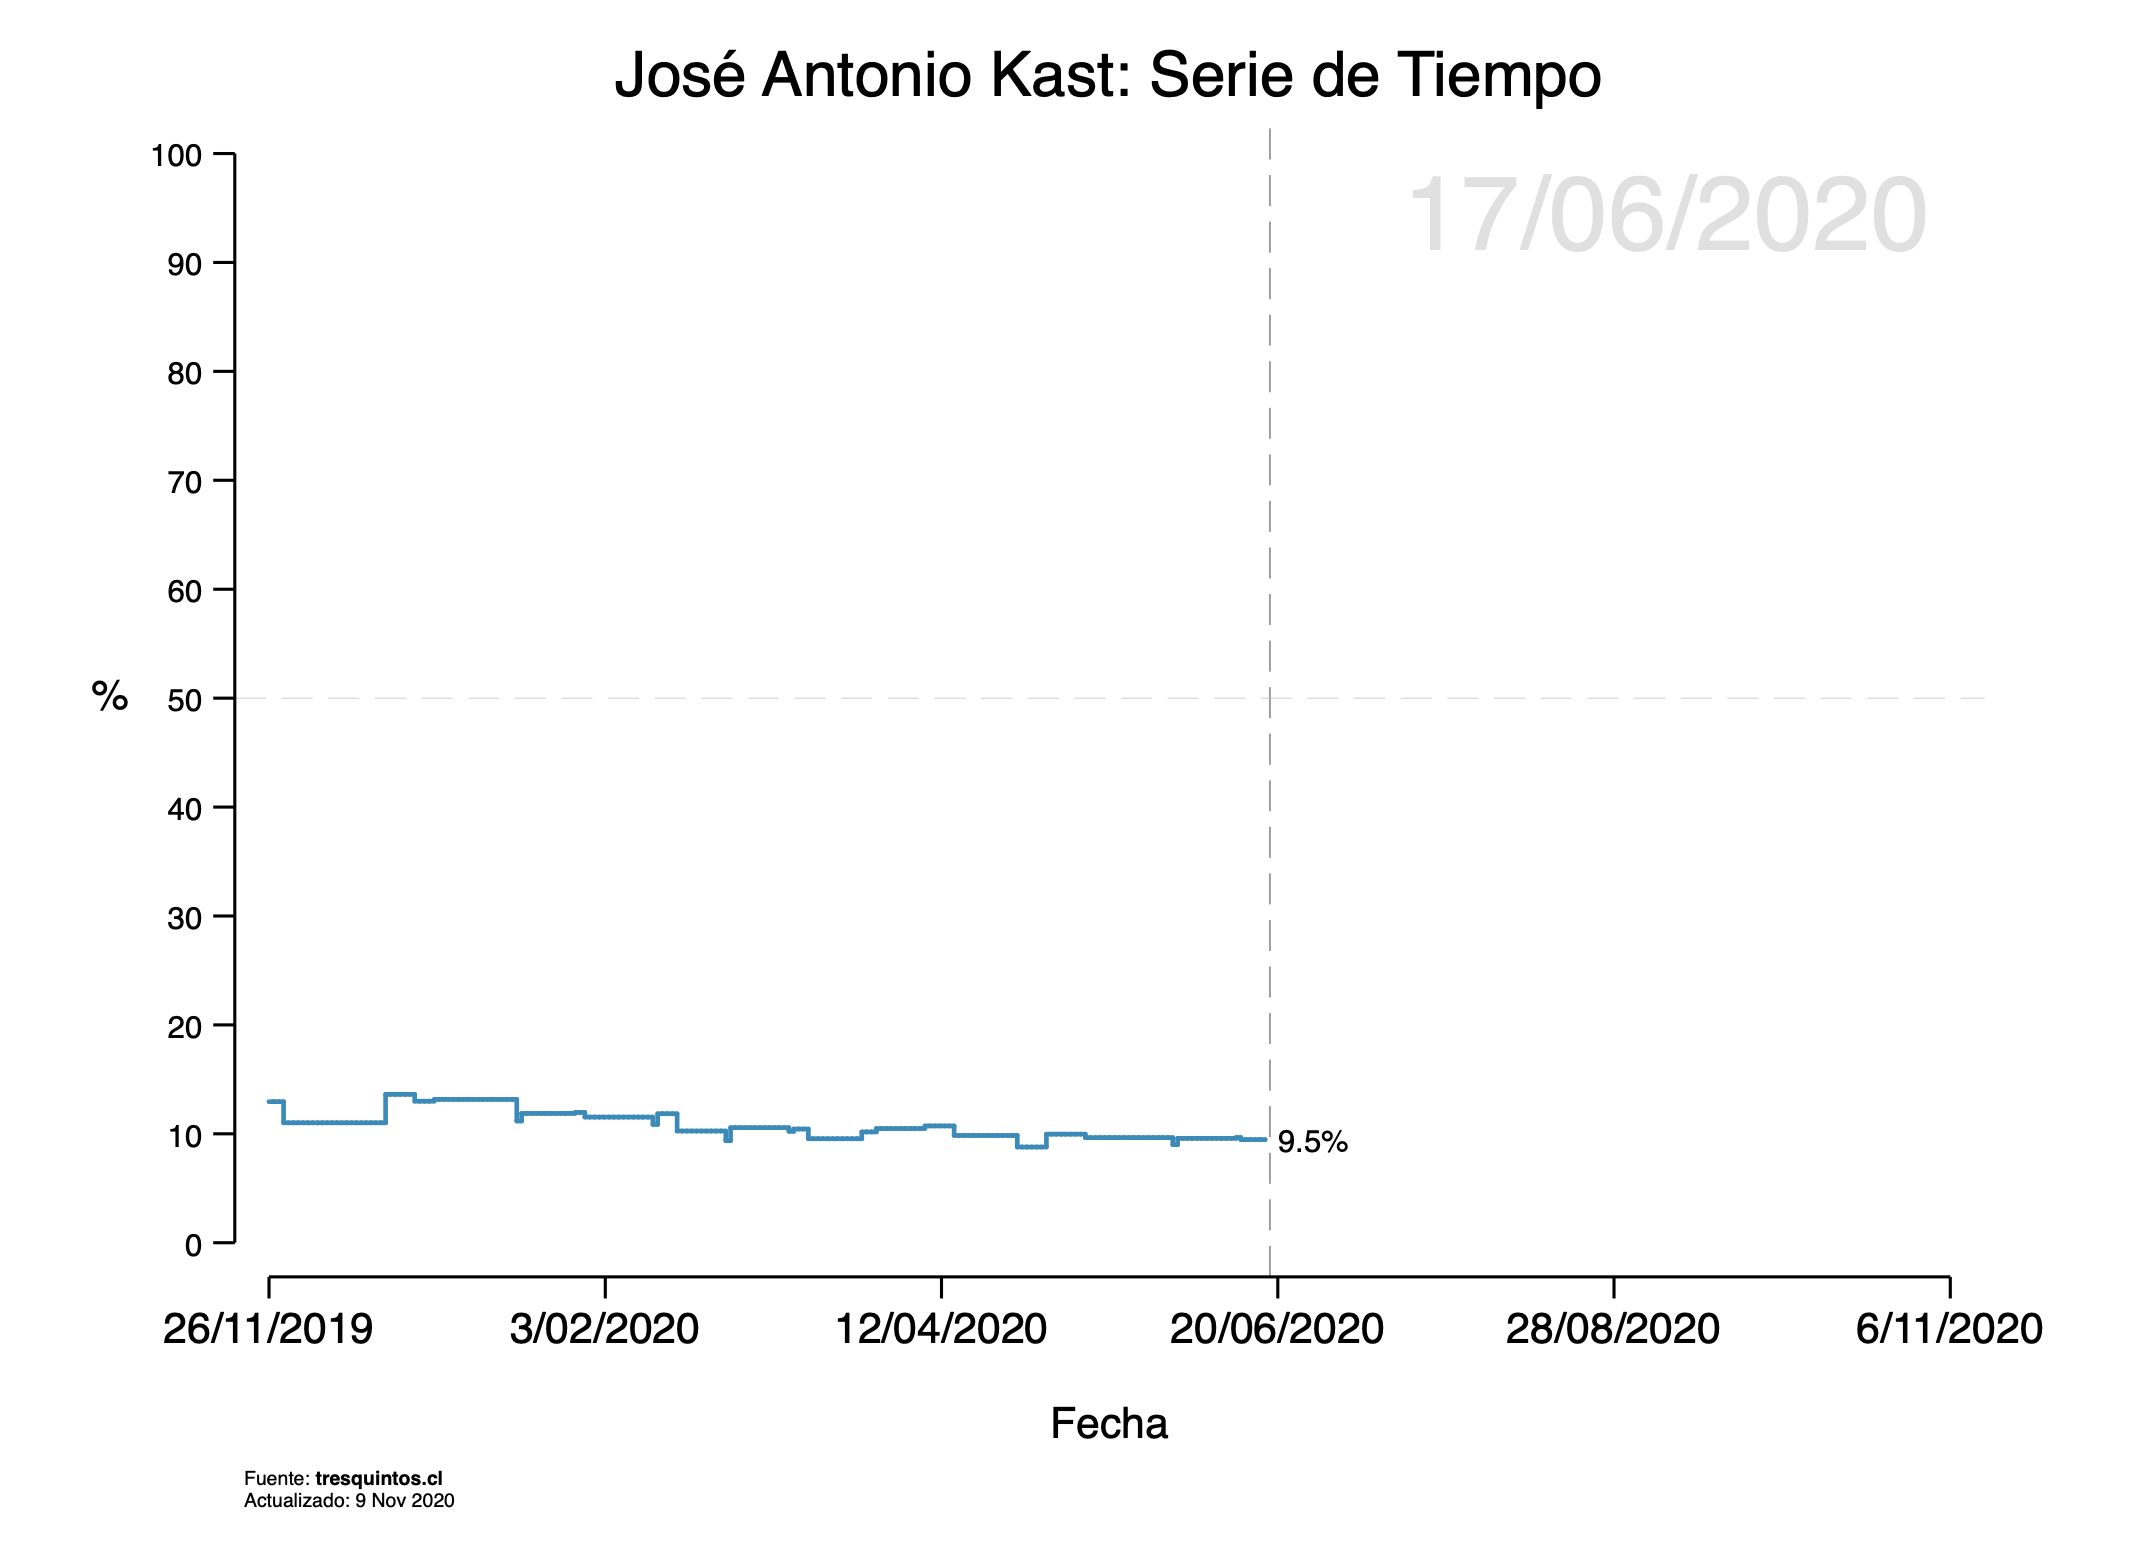 José Antonio Kast: Serie de Tiempo
17/06/2020
100
90
80
70
60
50
40
30
20
10
0
%
9.5%
26/11/2019 3/02/2020 12/04/2020 20/06/2020 28/08/2020 6/11/2020
Fecha
Fuente: tresquintos.cl
Actualizado: 9 Nov 2020